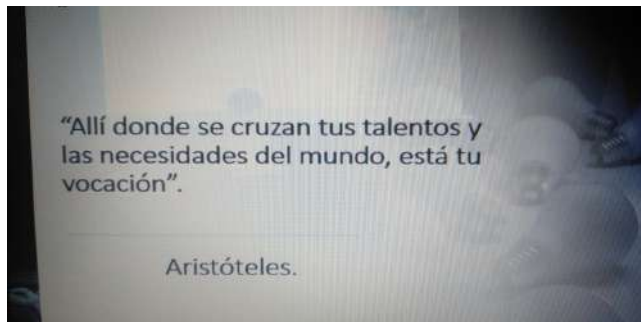 “Allí donde se cruzan tus talentos y
las necesidades del mundo, está tu
vocación”.
Aristóteles.